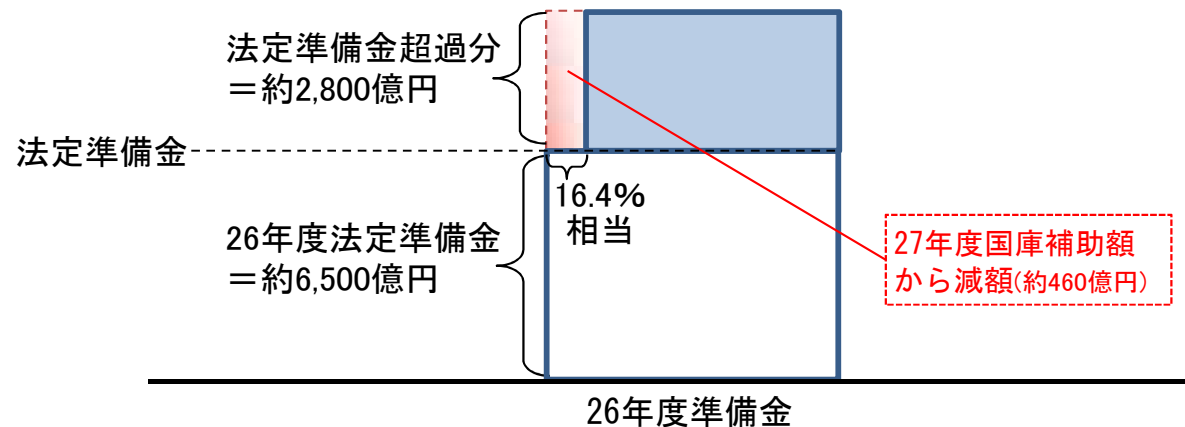 法定準備金超過分
＝約2,800億円
法定準備金
16.4%
相当
26年度法定準備金
＝約6,500億円
27年度国庫補助額
から減額(約460億円)
26年度準備金